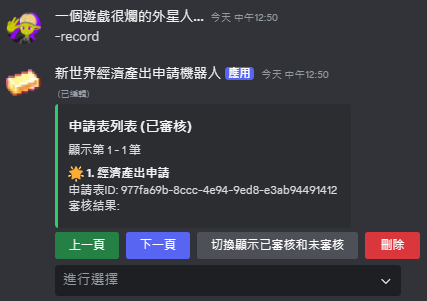 一個遊戲很爛的外星人... 今天 中午12:50
-record
新世界經濟產出申請機器人 應用 今天 中午12:50
(已編輯)
申請表列表 (已審核)
顯示第 1 - 1 筆
1. 經濟產出申請
申請表ID: 977fa69b-8ccc-4e94-9ed8-e3ab94491412
審核結果:
上一頁 下一頁 切換顯示已審核和未審核 刪除
進行選擇